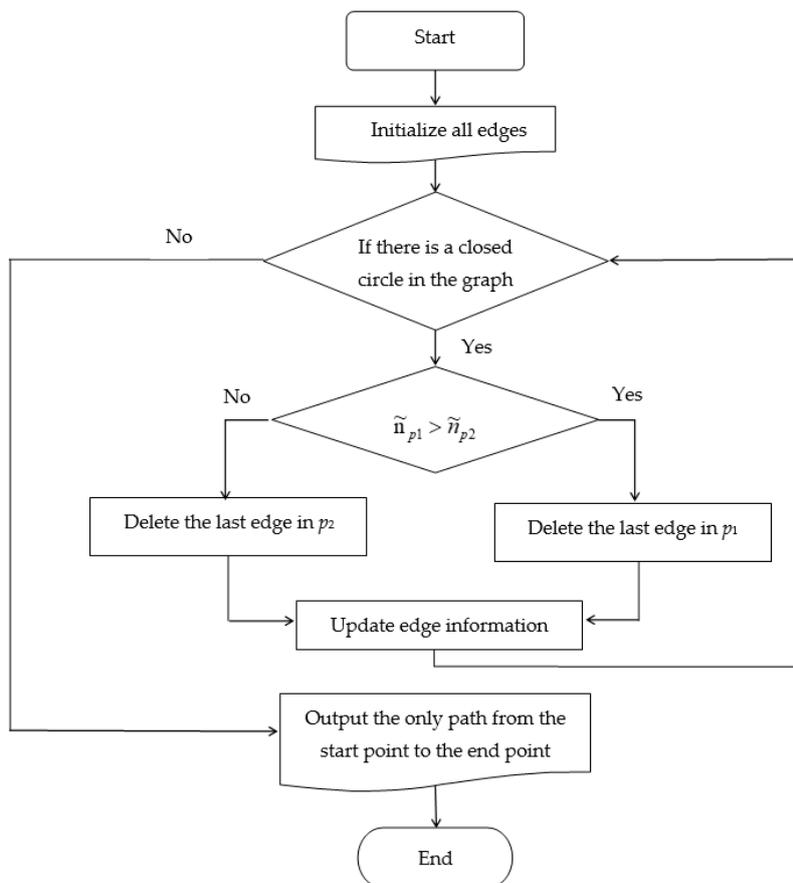 Start
Initialize all edges
No
If there is a closed
circle in the graph
Yes
No
Yes
ñ p1 > ñ p2
Delete the last edge in p2
Delete the last edge in p1
Update edge information
Output the only path from the
start point to the end point
End